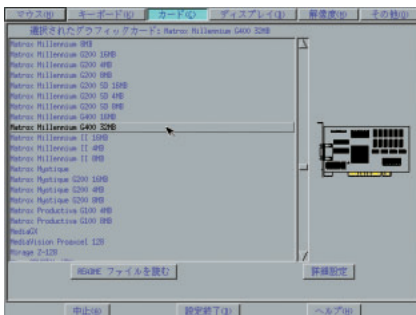 マウス(M) キーボード(K) カード(C) ディスプレイ(D) 解像度(R) その他(O)
選択されたグラフィックカード: Matrox Millennium G400 32MB
Matrox Millennium 8MB
Matrox Millennium G200 16MB
Matrox Millennium G200 4MB
Matrox Millennium G200 8MB
Matrox Millennium G200 SD 16MB
Matrox Millennium G200 SD 4MB
Matrox Millennium G200 SD 8MB
Matrox Millennium G400 16MB
Matrox Millennium G400 32MB
Matrox Millennium II 16MB
Matrox Millennium II 4MB
Matrox Millennium II 8MB
Matrox Mystique
Matrox Mystique G200 16MB
Matrox Mystique G200 4MB
Matrox Mystique G200 8MB
Matrox Productiva G100 4MB
Matrox Productiva G100 8MB
MediaGX
MediaVision Proaxcel 128
Mirage Z-128
README ファイルを読む 詳細設定
中止(A) 設定終了(Q) ヘルプ(H)